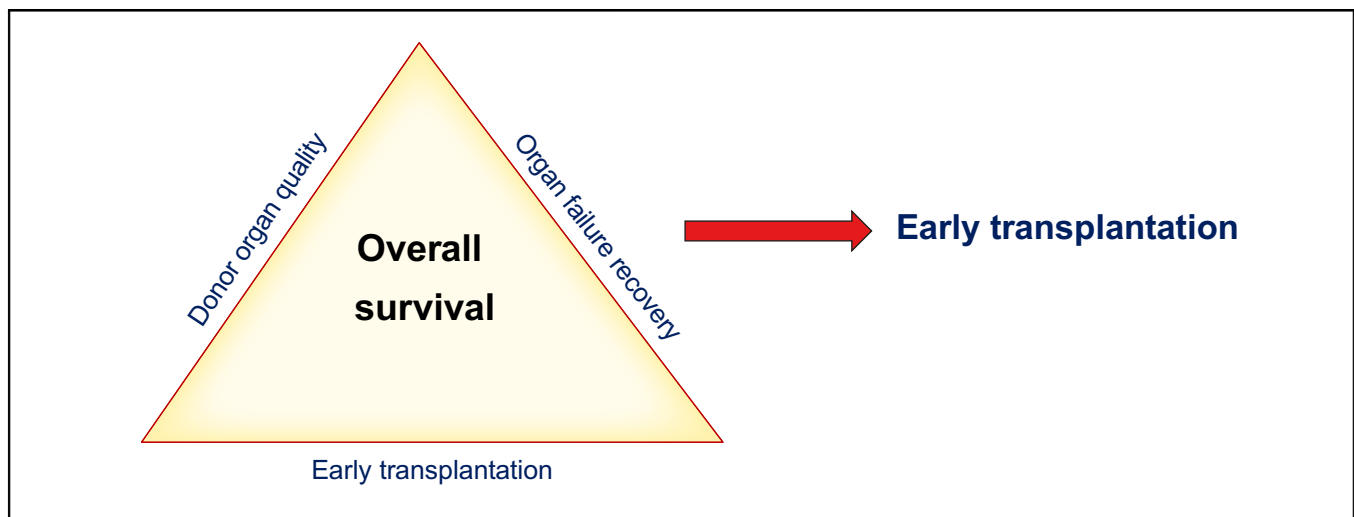 Donor organ quality
Organ failure recovery
Overall
survival
Early transplantation
Early transplantation